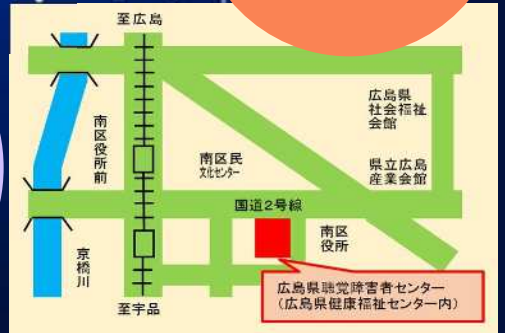 至広島
広島県
社会福祉
会館
南区役所前
南区民
文化センター
県立広島
産業会館
国道2号線
南区
役所
京橋川
広島県聴覚障害者センター
（広島県健康福祉センター内）
至宇品